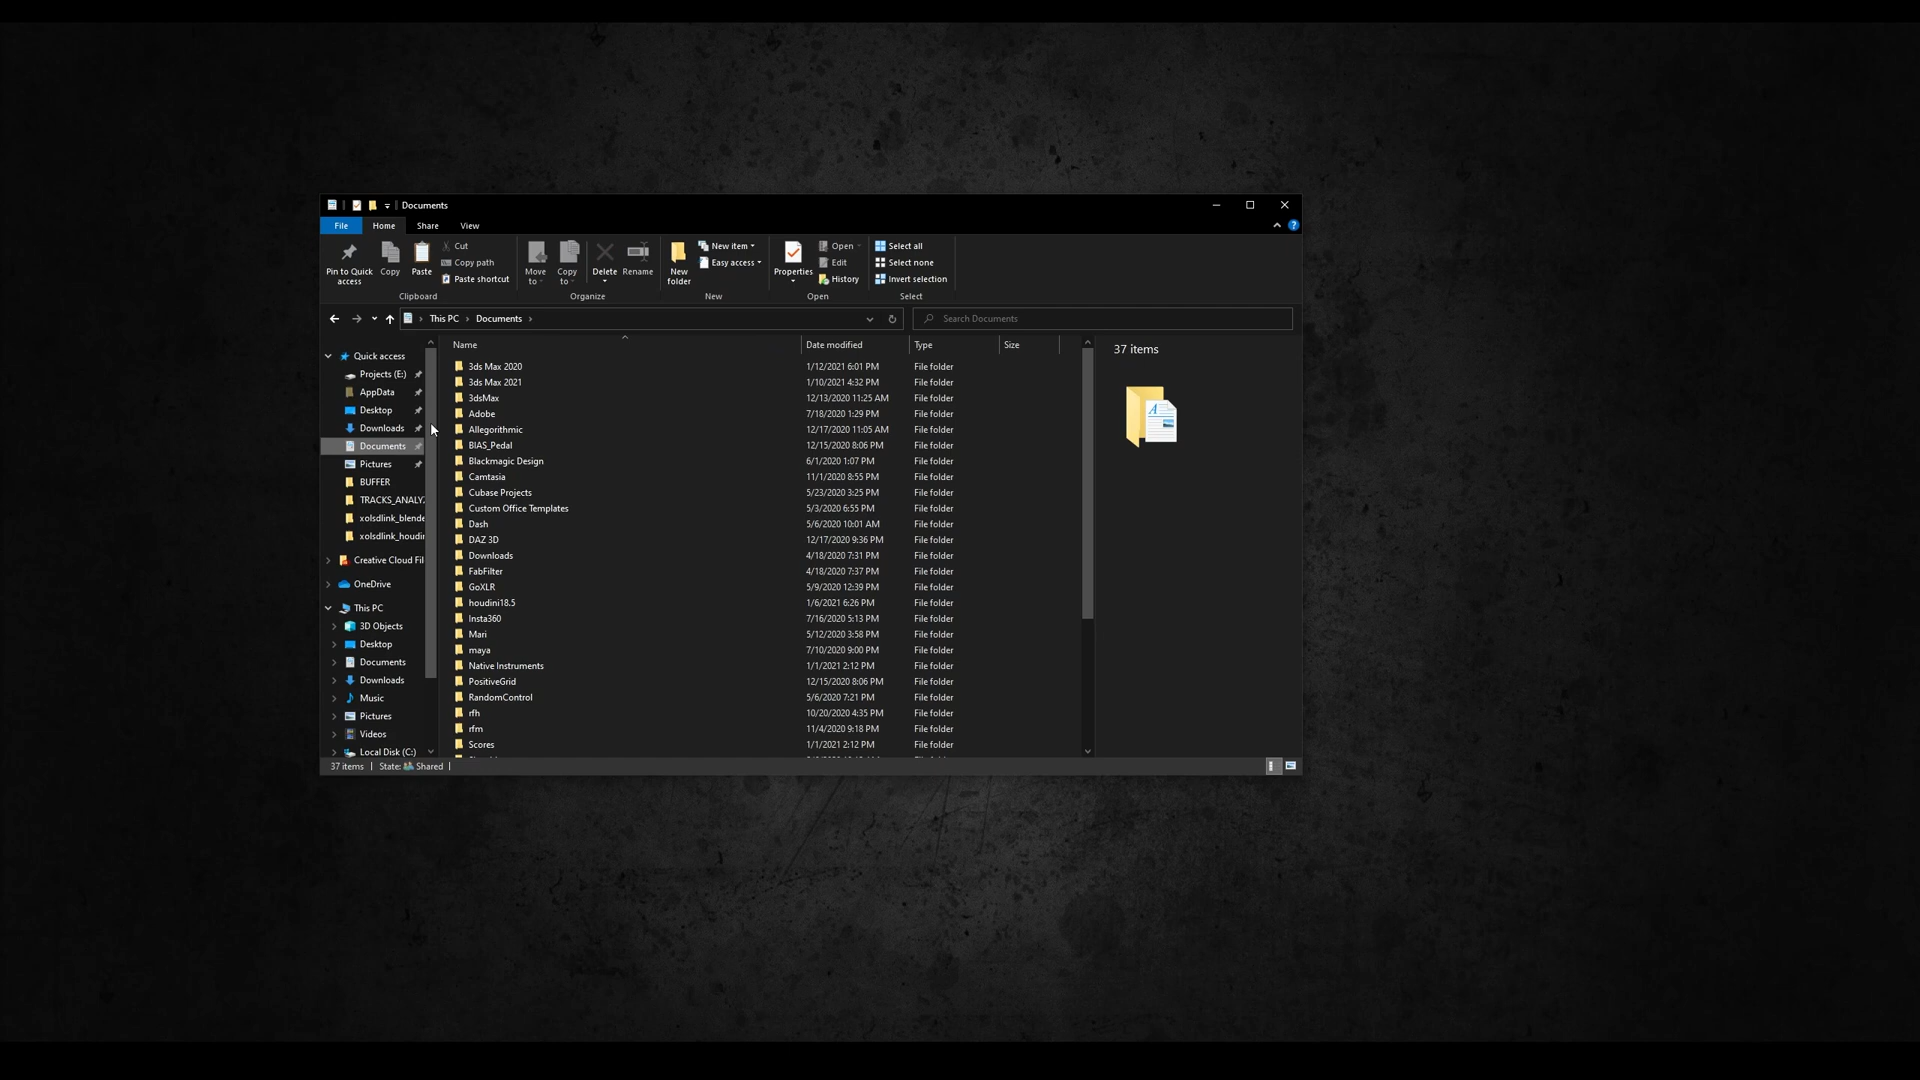 Documents
File Home Share View
Pin to Quick access
Copy
Paste
Cut
Copy path
Paste shortcut
Clipboard
Move to
Copy to
Delete
Rename
Organize
New folder
New item
Easy access
New
Properties
Open
Edit
History
Open
Select all
Select none
Invert selection
Select
This PC > Documents >
Search Documents
Quick access
Projects (E:)
AppData
Desktop
Downloads
Documents
Pictures
BUFFER
TRACKS_ANALY
xolsdlink_blende
xolsdlink_houdi
Creative Cloud Fil
OneDrive
This PC
3D Objects
Desktop
Documents
Downloads
Music
Pictures
Videos
Local Disk (C:)
Name Date modified Type Size
3ds Max 2020 1/12/2021 6:01 PM File folder
3ds Max 2021 1/10/2021 4:32 PM File folder
3dsMax 12/13/2020 11:25 AM File folder
Adobe 7/18/2020 1:29 PM File folder
Allegorithmic 12/17/2020 11:05 AM File folder
BIAS_Pedal 12/15/2020 8:06 PM File folder
Blackmagic Design 6/1/2020 1:07 PM File folder
Camtasia 11/1/2020 8:55 PM File folder
Cubase Projects 5/23/2020 3:25 PM File folder
Custom Office Templates 5/3/2020 6:55 PM File folder
Dash 5/6/2020 10:01 AM File folder
DAZ 3D 12/17/2020 9:36 PM File folder
Downloads 4/18/2020 7:31 PM File folder
FabFilter 4/18/2020 7:37 PM File folder
GoXLR 5/9/2020 12:39 PM File folder
houdini18.5 1/6/2021 6:26 PM File folder
Insta360 7/16/2020 5:13 PM File folder
Mari 5/12/2020 3:58 PM File folder
maya 7/10/2020 9:00 PM File folder
Native Instruments 1/1/2021 2:12 PM File folder
PositiveGrid 12/15/2020 8:06 PM File folder
RandomControl 5/6/2020 7:21 PM File folder
rfh 10/20/2020 4:35 PM File folder
rfm 11/4/2020 9:18 PM File folder
Scores 1/1/2021 2:12 PM File folder
37 items
37 items | State: Shared